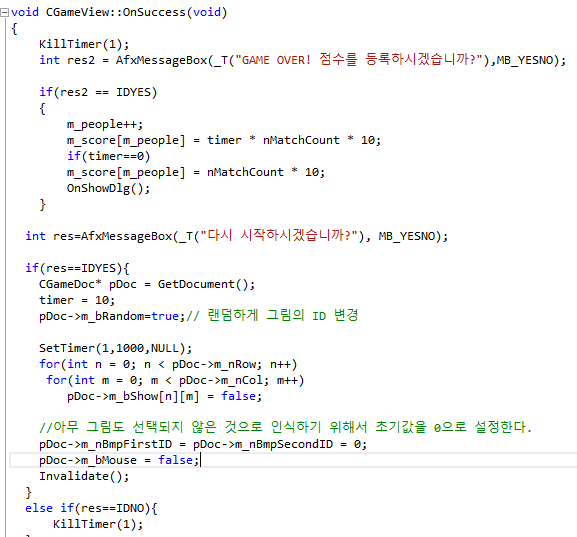 void CGameView::OnSuccess(void)
{
KillTimer(1);
int res2 = AfxMessageBox(_T("GAME OVER! 점수를 등록하시겠습니까?"),MB_YESNO);
if(res2 == IDYES)
{
m_people++;
m_score[m_people] = timer * nMatchCount * 10;
if(timer==0)
m_score[m_people] = nMatchCount * 10;
OnShowDlg();
}
int res=AfxMessageBox(_T("다시 시작하시겠습니까?"), MB_YESNO);
if(res==IDYES){
CGameDoc* pDoc = GetDocument();
timer = 10;
pDoc->m_bRandom=true;// 랜덤하게 그림의 ID 변경
SetTimer(1,1000,NULL);
for(int n = 0; n < pDoc->m_nRow; n++)
for(int m = 0; m < pDoc->m_nCol; m++)
pDoc->m_bShow[n][m] = false;
//아무 그림도 선택되지 않은 것으로 인식하기 위해서 초기값을 0으로 설정한다.
pDoc->m_nBmpFirstID = pDoc->m_nBmpSecondID = 0;
pDoc->m_bMouse = false;
Invalidate();
}
else if(res==IDNO){
KillTimer(1);